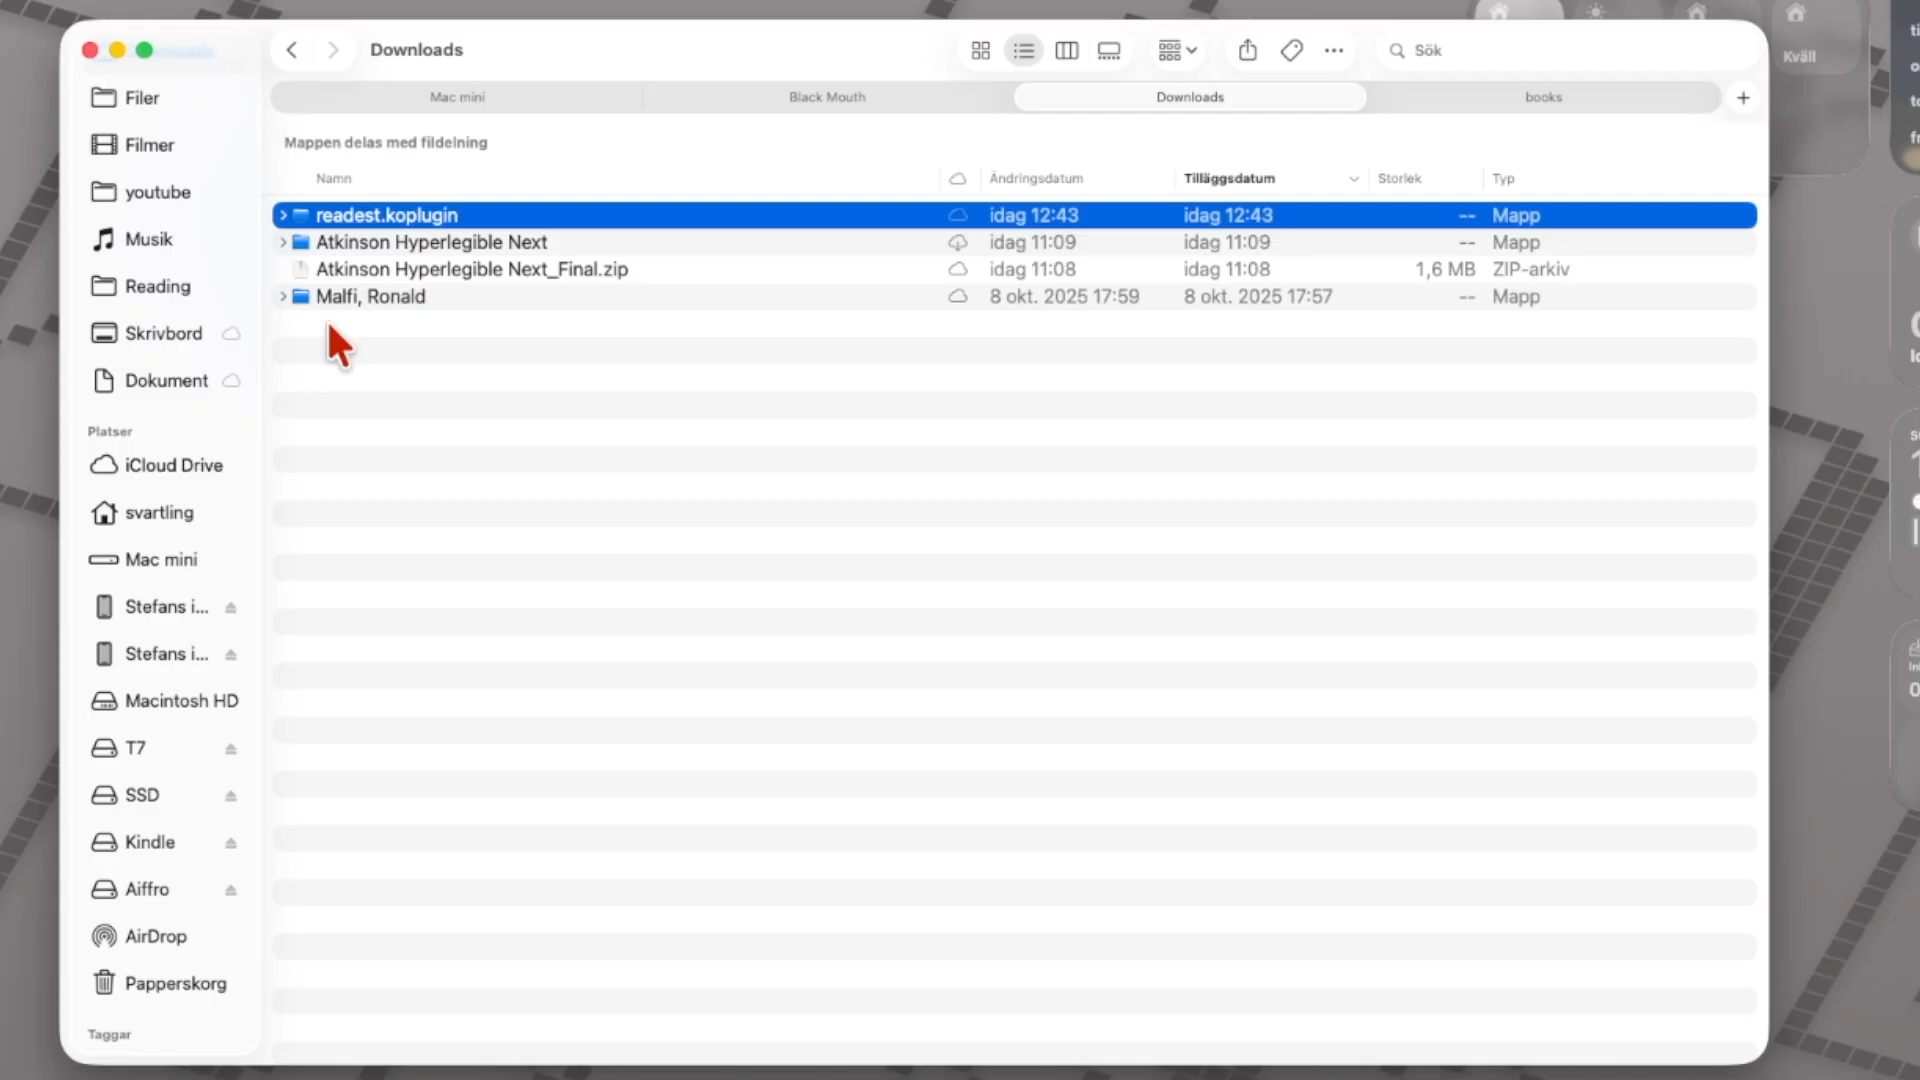 Downloads
Sök
Mac mini
Black Mouth
Downloads
books
Mappen delas med fildelning
Namn
Ändringsdatum
Tilläggsdatum
Storlek
Typ
readest.koplugin idag 12:43 idag 12:43 -- Mapp
Atkinson Hyperlegible Next idag 11:09 idag 11:09 -- Mapp
Atkinson Hyperlegible Next_Final.zip idag 11:08 idag 11:08 1,6 MB ZIP-arkiv
Malfi, Ronald 8 okt. 2025 17:59 8 okt. 2025 17:57 -- Mapp
Filer
Filmer
youtube
Musik
Reading
Skrivbord
Dokument
Platser
iCloud Drive
svartling
Mac mini
Stefans i...
Stefans i...
Macintosh HD
T7
SSD
Kindle
Aiffro
AirDrop
Papperskorg
Taggar
Kväll